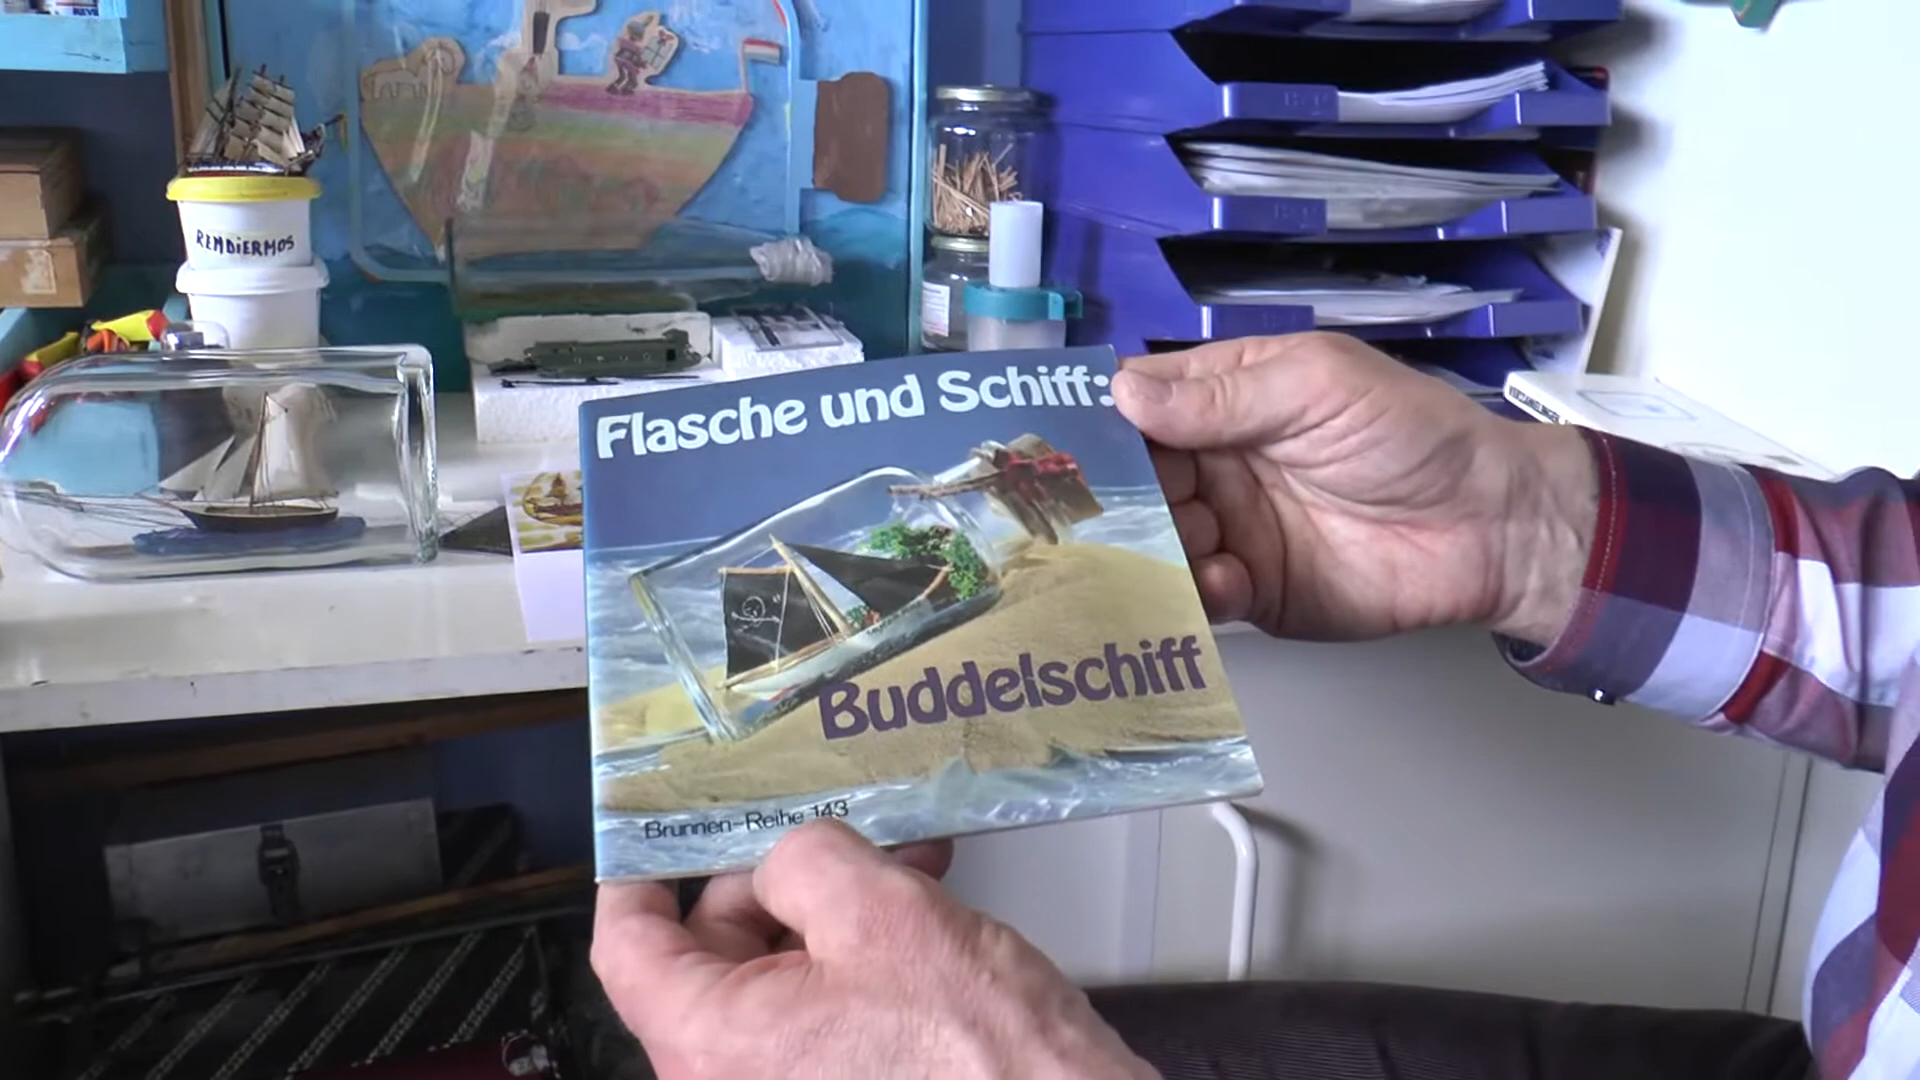 RENDIERMOS
Flasche und Schiff:
Buddelschiff
Brunnen-Reihe 143